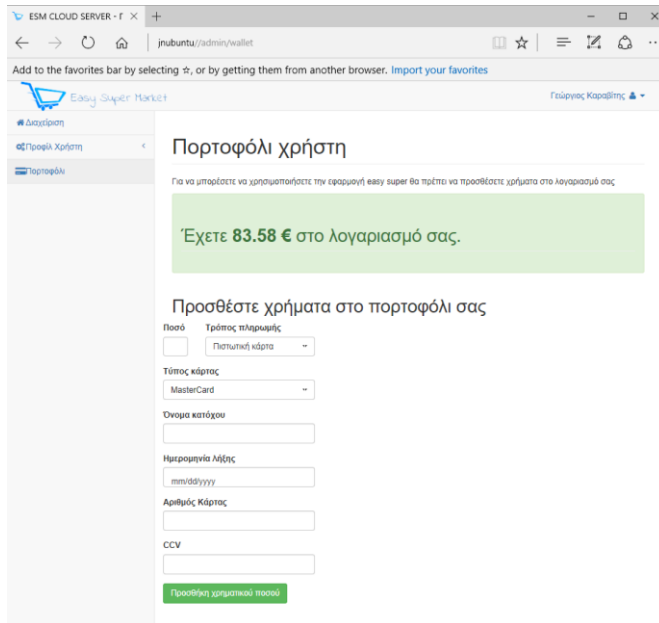 ESM CLOUD SERVER - Γ
jnubuntu//admin/wallet
Add to the favorites bar by selecting ☆, or by getting them from another browser. Import your favorites
Easy Super Market
Γεώργιος Καραβίτης
Διαχείριση
Προφίλ Χρήστη
Πορτοφόλι
Πορτοφόλι χρήστη
Για να μπορέσετε να χρησιμοποιήσετε την εφαρμογή easy super θα πρέπει να προσθέσετε χρήματα στο λογαριασμό σας
Έχετε 83.58 € στο λογαριασμό σας.
Προσθέστε χρήματα στο πορτοφόλι σας
Ποσό Τρόπος πληρωμής
Πιστωτική κάρτα
Τύπος κάρτας
MasterCard
Όνομα κατόχου
Ημερομηνία Λήξης
mm/dd/yyyy
Αριθμός Κάρτας
CCV
Προσθήκη χρηματικού ποσού